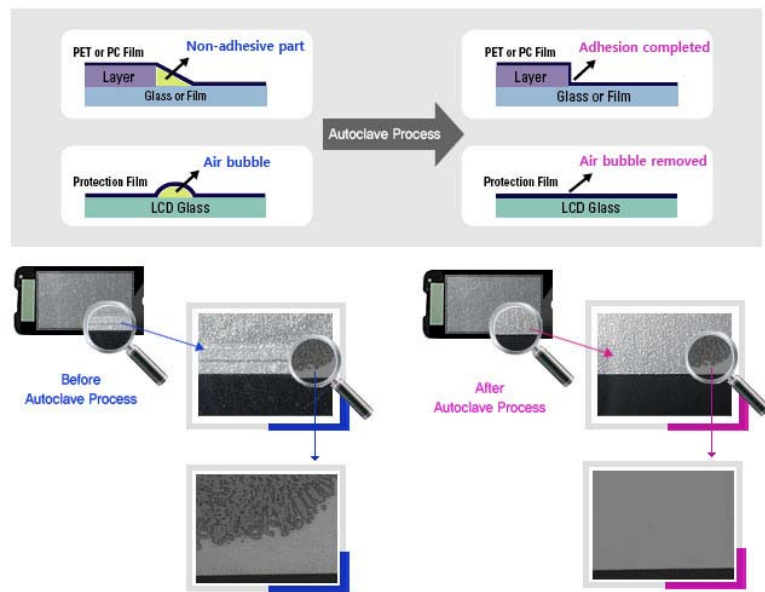 Non-adhesive part
PET or PC Film
Layer
Glass or Film
Air bubble
Protection Film
LCD Glass
Autoclave Process
Adhesion completed
PET or PC Film
Layer
Glass or Film
Air bubble removed
Protection Film
LCD Glass
Before
Autoclave Process
After
Autoclave Process